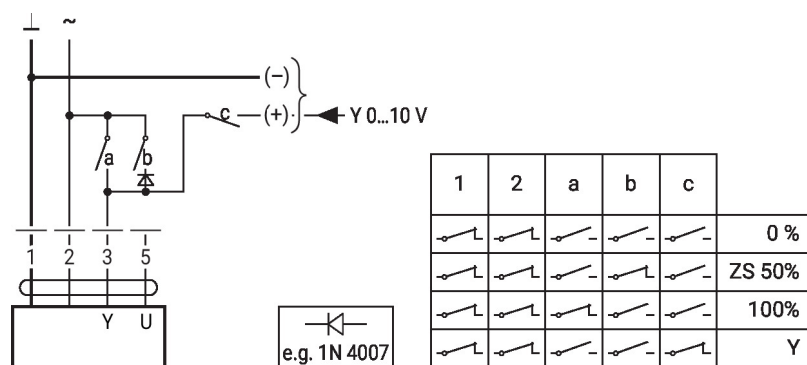 ⊥ ~
(−)
c (+) Y 0...10 V
a b
1 2 3 5
Y U
e.g. 1N 4007
1 2 a b c
0 %
ZS 50%
100%
Y